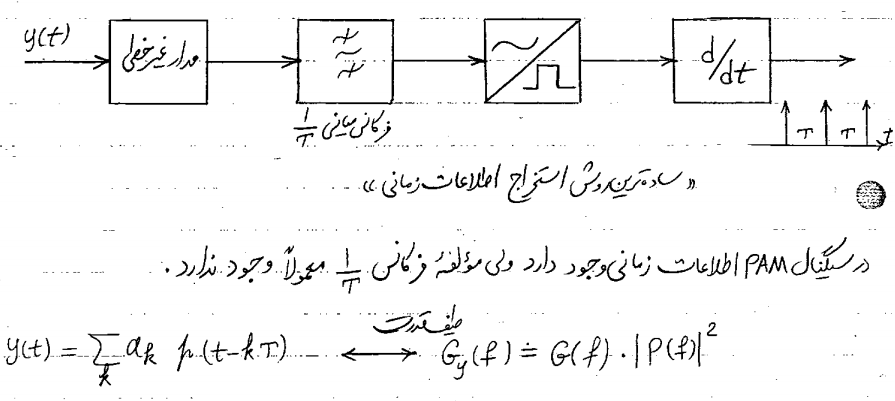 y(t)
مدار غیرخطی
d/dt
فرکانس میانی 1/T
T T t
«ساده‌ترین روش استخراج اطلاعات زمانی»
در سیگنال PAM اطلاعات زمانی وجود دارد ولی مؤلفهٔ فرکانس 1/T معمولاً وجود ندارد.
طیف قدرت
y(t) = ∑_k a_k p(t-kT) ⟷ G_y(f) ≐ G(f)·|P(f)|²